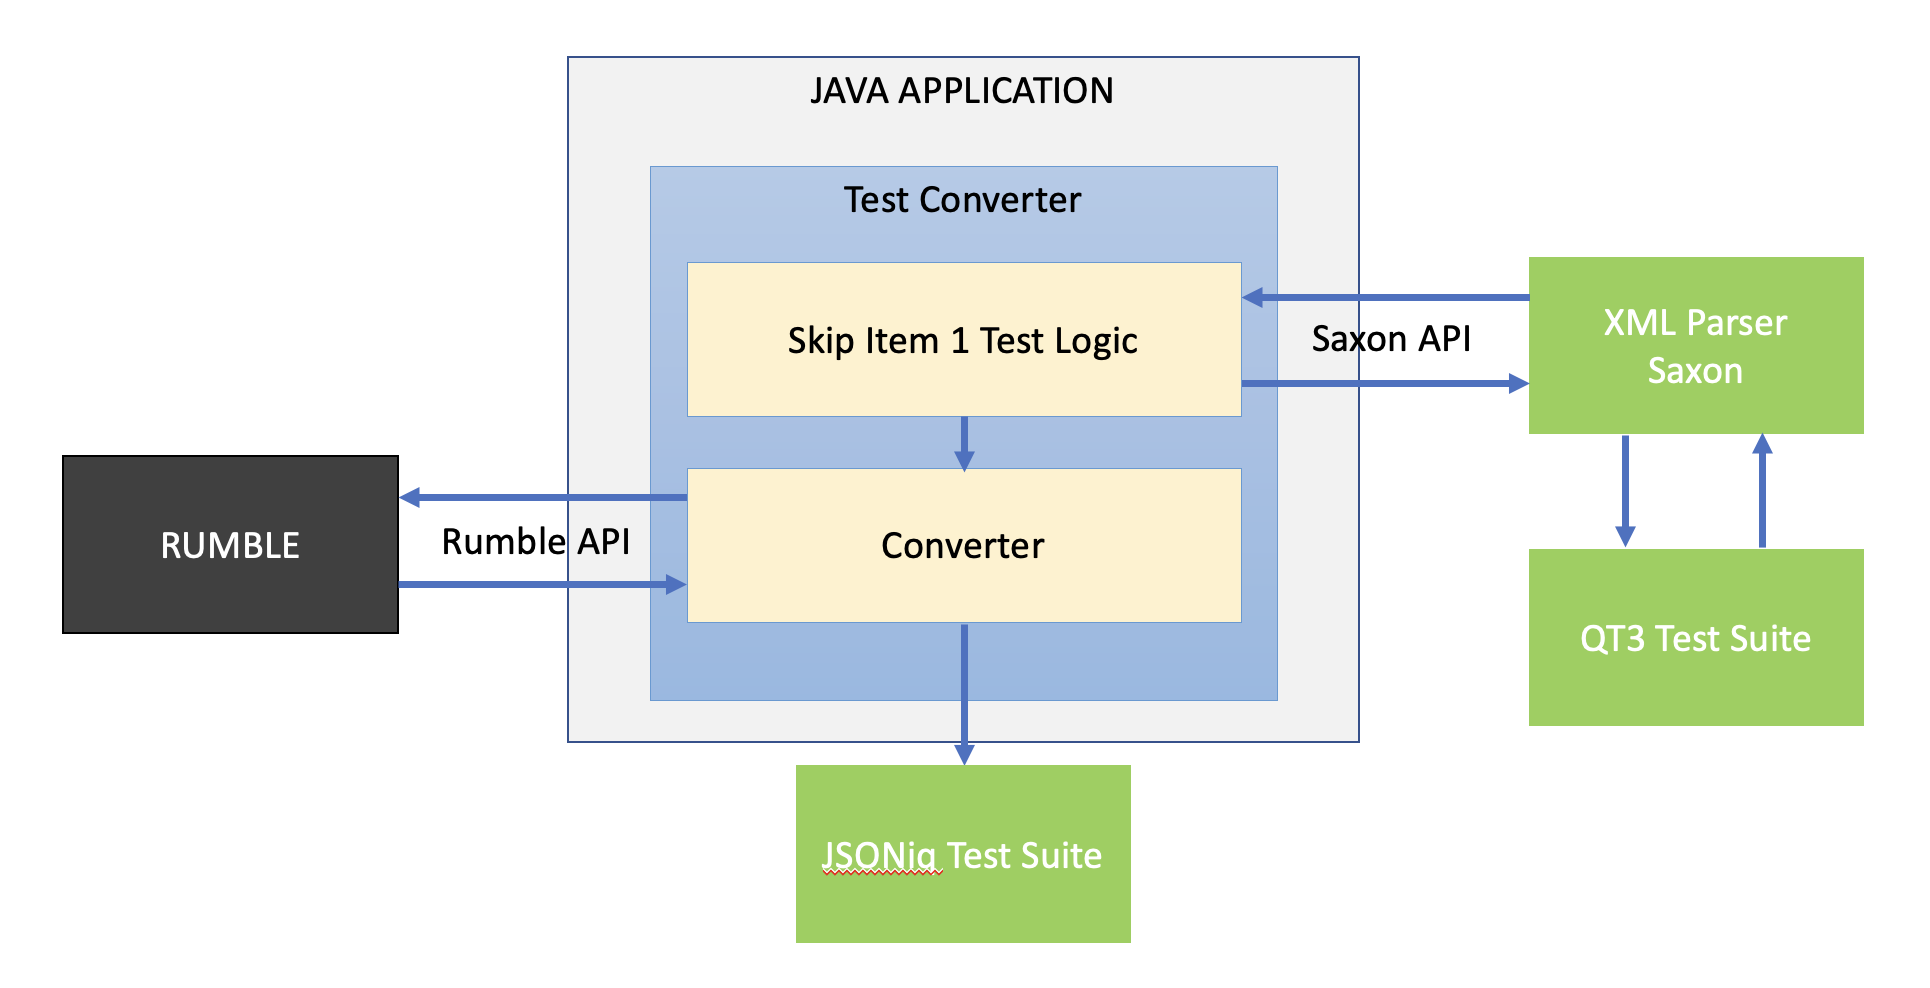 JAVA APPLICATION
Test Converter
Skip Item 1 Test Logic
Saxon API
XML Parser
Saxon
RUMBLE
Rumble API
Converter
QT3 Test Suite
JSONiq Test Suite